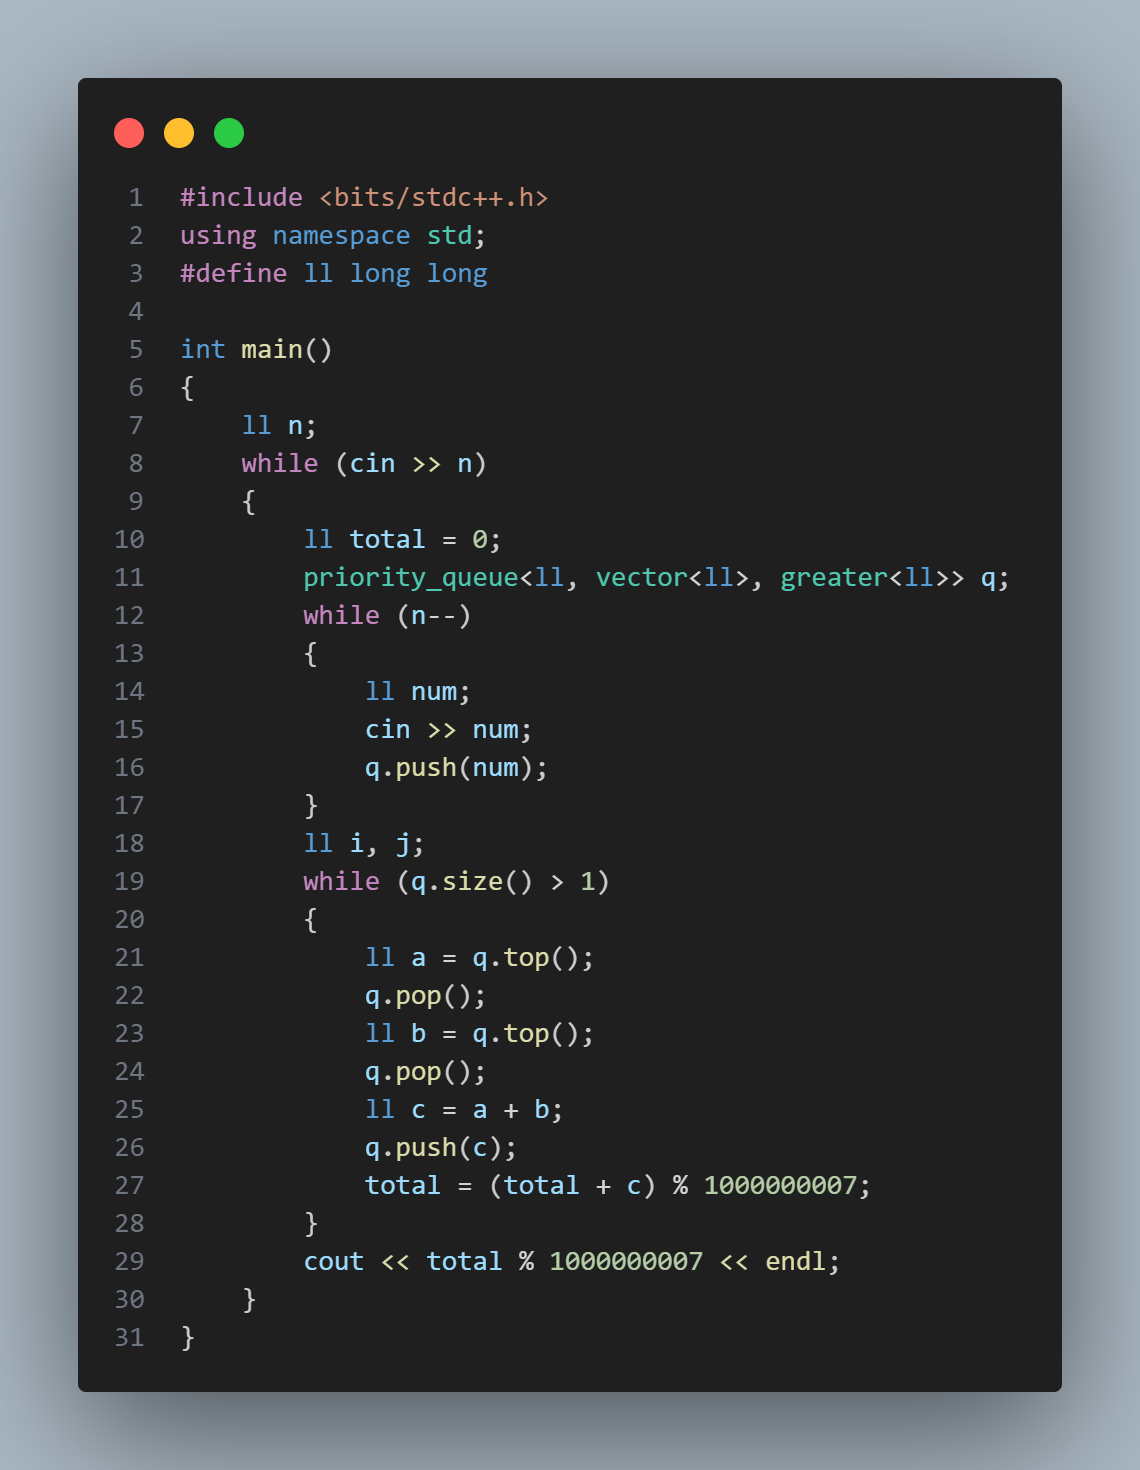 1 #include <bits/stdc++.h>
2 using namespace std;
3 #define ll long long
4
5 int main()
6 {
7     ll n;
8     while (cin >> n)
9     {
10         ll total = 0;
11         priority_queue<ll, vector<ll>, greater<ll>> q;
12         while (n--)
13         {
14             ll num;
15             cin >> num;
16             q.push(num);
17         }
18         ll i, j;
19         while (q.size() > 1)
20         {
21             ll a = q.top();
22             q.pop();
23             ll b = q.top();
24             q.pop();
25             ll c = a + b;
26             q.push(c);
27             total = (total + c) % 1000000007;
28         }
29         cout << total % 1000000007 << endl;
30     }
31 }